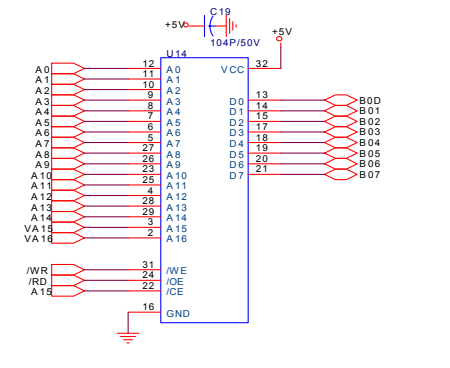 C19
+5V
104P/50V
+5V
U14
A0 12 A0 VCC 32
A1 11 A1
A2 10 A2
A3 9 A3 D0 13 B0D
A4 8 A4 D1 14 B01
A5 7 A5 D2 15 B02
A6 6 A6 D3 17 B03
A7 5 A7 D4 18 B04
A8 27 A8 D5 19 B05
A9 26 A9 D6 20 B06
A10 23 A10 D7 21 B07
A11 25 A11
A12 4 A12
A13 28 A13
A14 29 A14
VA15 3 A15
VA16 2 A16
/WR 31 /WE
/RD 24 /OE
A15 22 /CE
16 GND